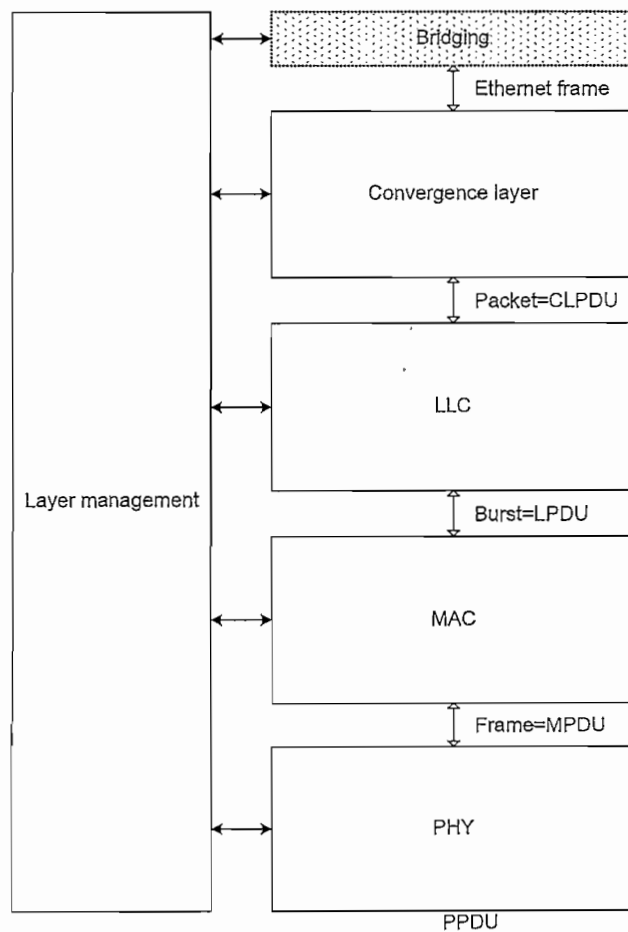 Bridging
Ethernet frame
Convergence layer
Packet=CLPDU
LLC
Layer management
Burst=LPDU
MAC
Frame=MPDU
PHY
PPDU